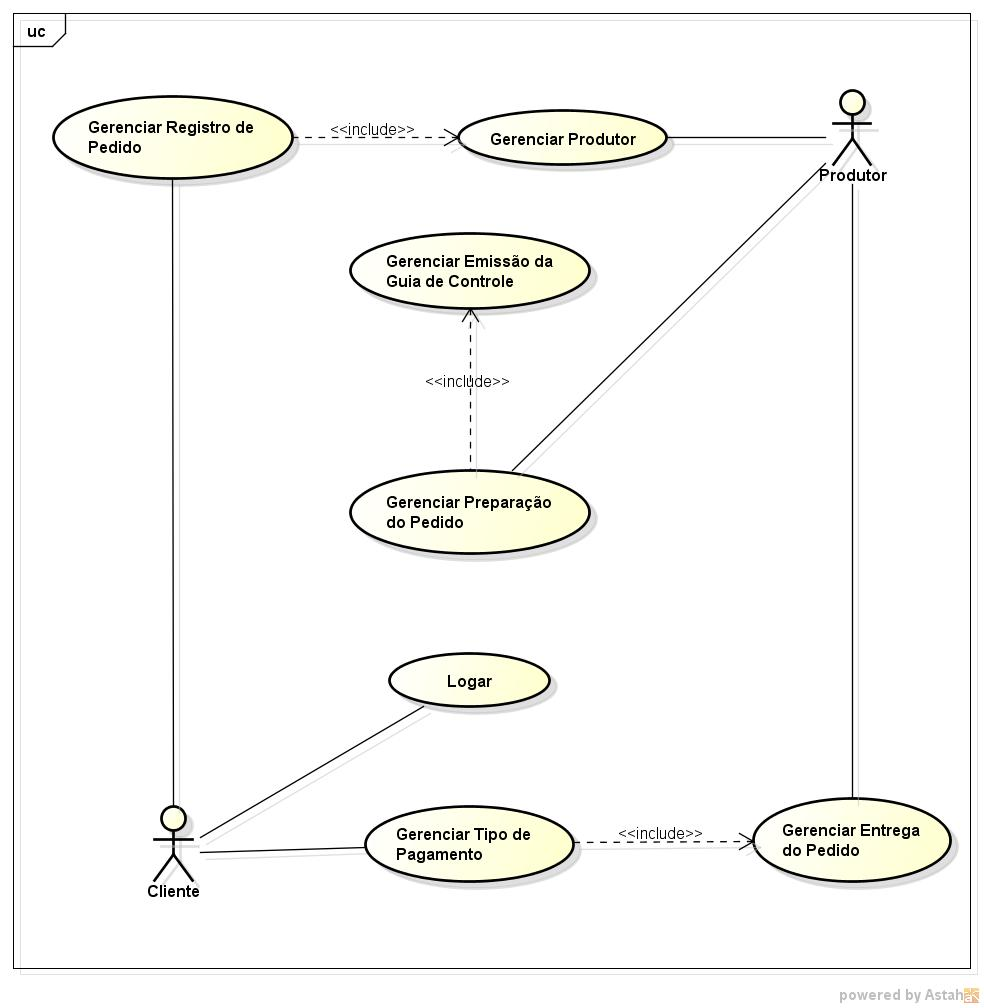 uc
Gerenciar Registro de
Pedido
<<include>>
Gerenciar Produtor
Produtor
Gerenciar Emissão da
Guia de Controle
<<include>>
Gerenciar Preparação
do Pedido
Logar
Cliente
Gerenciar Tipo de
Pagamento
<<include>>
Gerenciar Entrega
do Pedido
powered by Astah